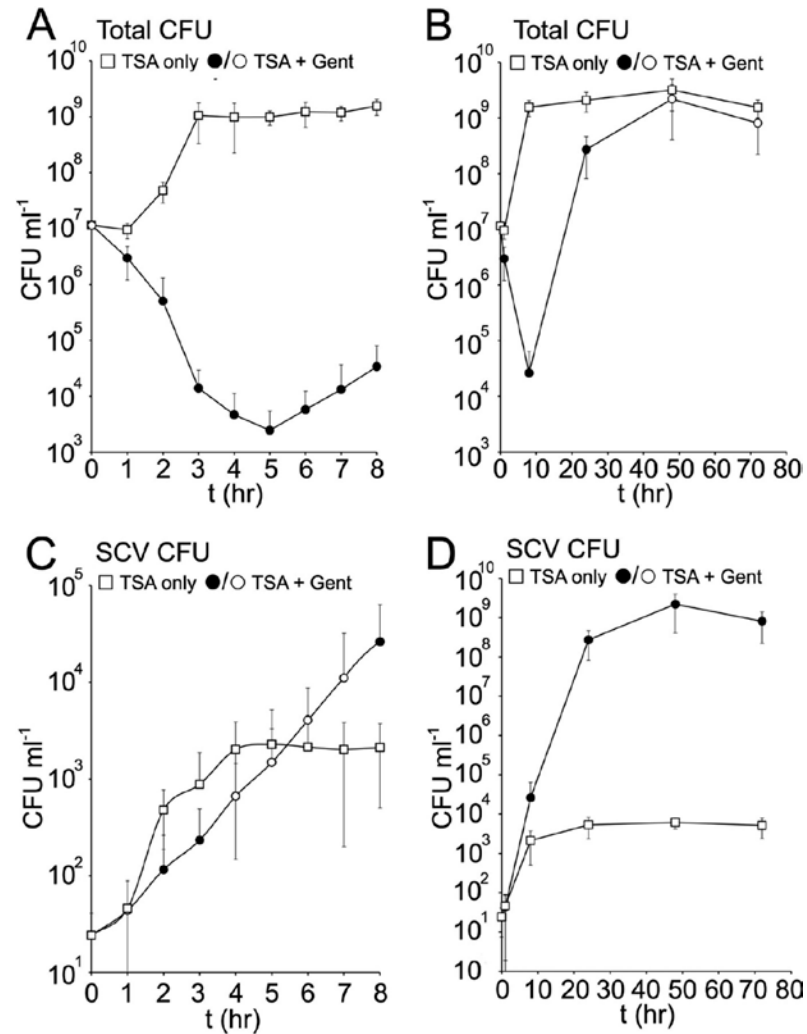 A Total CFU
□ TSA only ●/○ TSA + Gent
10^10
10^9
10^8
10^7
10^6
10^5
10^4
10^3
CFU ml^-1
0 1 2 3 4 5 6 7 8
t (hr)
B Total CFU
□ TSA only ●/○ TSA + Gent
10^10
10^9
10^8
10^7
10^6
10^5
10^4
10^3
CFU ml^-1
0 10 20 30 40 50 60 70 80
t (hr)
C SCV CFU
□ TSA only ●/○ TSA + Gent
10^5
10^4
10^3
10^2
10^1
CFU ml^-1
0 1 2 3 4 5 6 7 8
t (hr)
D SCV CFU
□ TSA only ●/○ TSA + Gent
10^10
10^9
10^8
10^7
10^6
10^5
10^4
10^3
10^2
10^1
10
CFU ml^-1
0 10 20 30 40 50 60 70 80
t (hr)